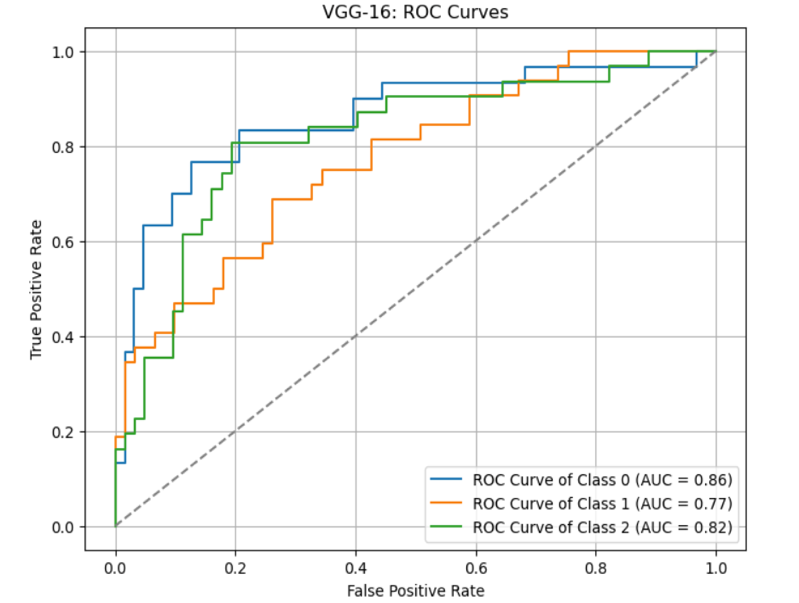 VGG-16: ROC Curves
True Positive Rate
1.0
0.8
0.6
0.4
0.2
0.0
ROC Curve of Class 0 (AUC = 0.86)
ROC Curve of Class 1 (AUC = 0.77)
ROC Curve of Class 2 (AUC = 0.82)
0.0 0.2 0.4 0.6 0.8 1.0
False Positive Rate